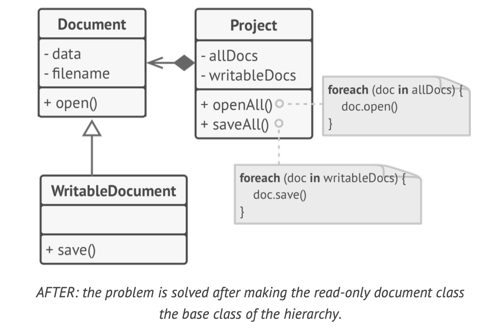 Document
- data
- filename
+ open()
Project
- allDocs
- writableDocs
+ openAll()
+ saveAll()
foreach (doc in allDocs) {
doc.open()
}
foreach (doc in writableDocs) {
doc.save()
}
WritableDocument
+ save()
AFTER: the problem is solved after making the read-only document class
the base class of the hierarchy.